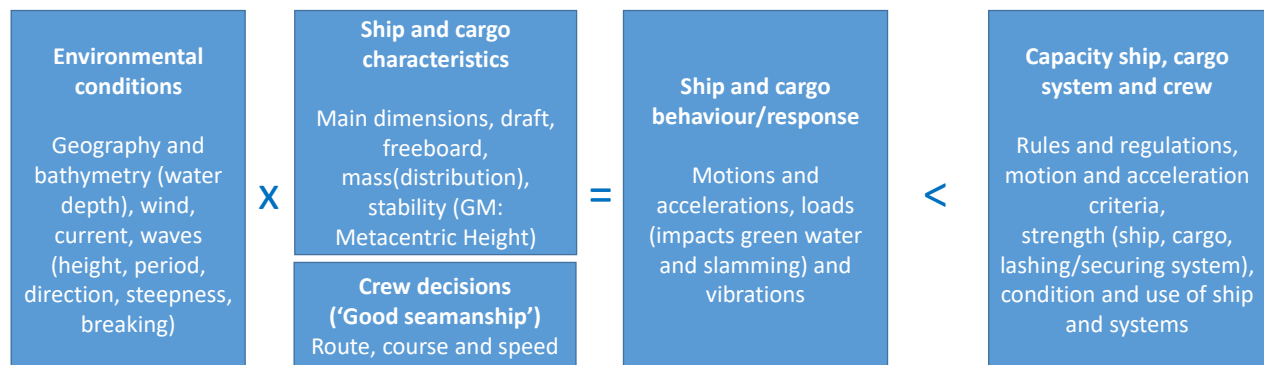 Environmental
conditions
Geography and
bathymetry (water
depth), wind,
current, waves
(height, period,
direction, steepness,
breaking)
x
Ship and cargo
characteristics
Main dimensions, draft,
freeboard,
mass(distribution),
stability (GM:
Metacentric Height)
Crew decisions
(‘Good seamanship’)
Route, course and speed
=
Ship and cargo
behaviour/response
Motions and
accelerations, loads
(impacts green water
and slamming) and
vibrations
<
Capacity ship, cargo
system and crew
Rules and regulations,
motion and acceleration
criteria,
strength (ship, cargo,
lashing/securing system),
condition and use of ship
and systems